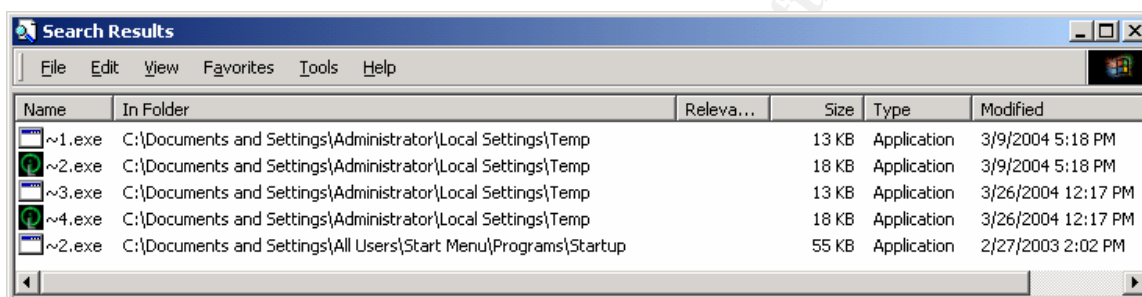 Search Results
File Edit View Favorites Tools Help
Name In Folder Releva... Size Type Modified
~1.exe C:\Documents and Settings\Administrator\Local Settings\Temp 13 KB Application 3/9/2004 5:18 PM
~2.exe C:\Documents and Settings\Administrator\Local Settings\Temp 18 KB Application 3/9/2004 5:18 PM
~3.exe C:\Documents and Settings\Administrator\Local Settings\Temp 13 KB Application 3/26/2004 12:17 PM
~4.exe C:\Documents and Settings\Administrator\Local Settings\Temp 18 KB Application 3/26/2004 12:17 PM
~2.exe C:\Documents and Settings\All Users\Start Menu\Programs\Startup 55 KB Application 2/27/2003 2:02 PM